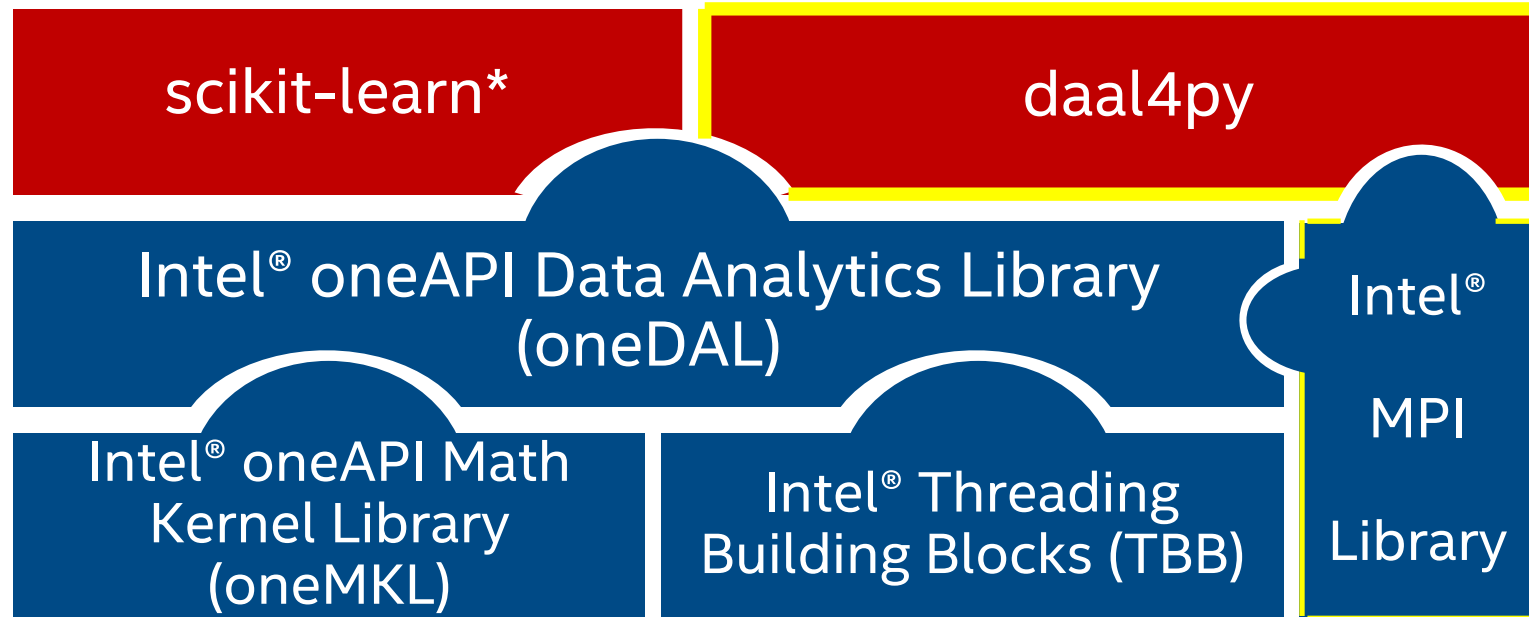 scikit-learn*
daal4py
Intel® oneAPI Data Analytics Library
(oneDAL)
Intel® oneAPI Math
Kernel Library
(oneMKL)
Intel® Threading
Building Blocks (TBB)
Intel®
MPI
Library